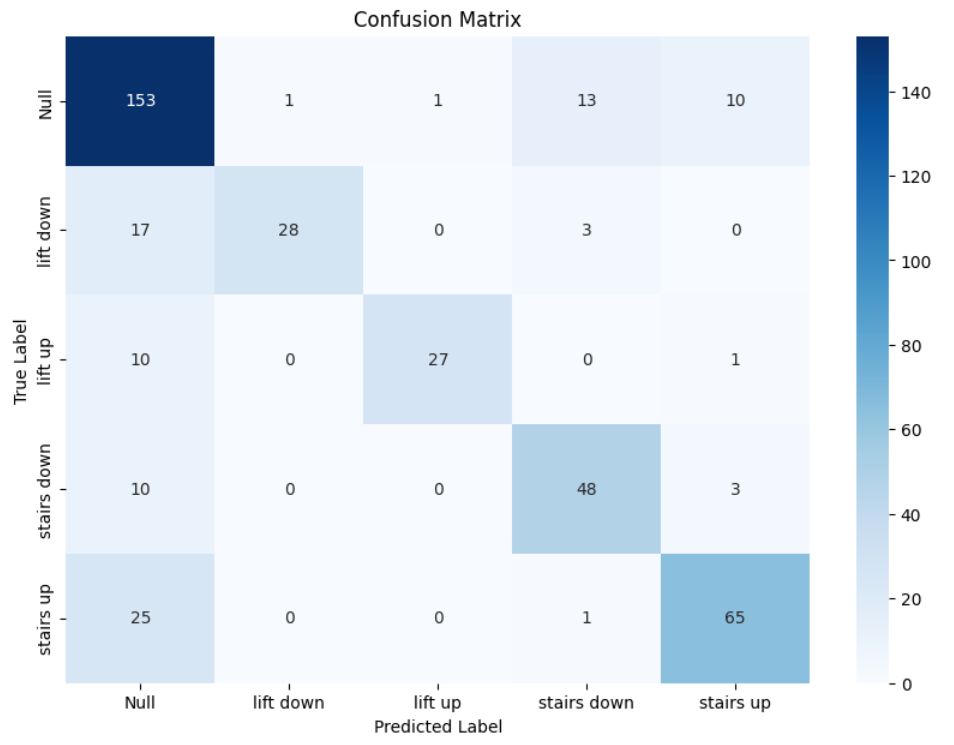 Confusion Matrix
Null 153 1 1 13 10
lift down 17 28 0 3 0
lift up 10 0 27 0 1
stairs down 10 0 0 48 3
stairs up 25 0 0 1 65
True Label
Null lift down lift up stairs down stairs up
Predicted Label
140
120
100
80
60
40
20
0